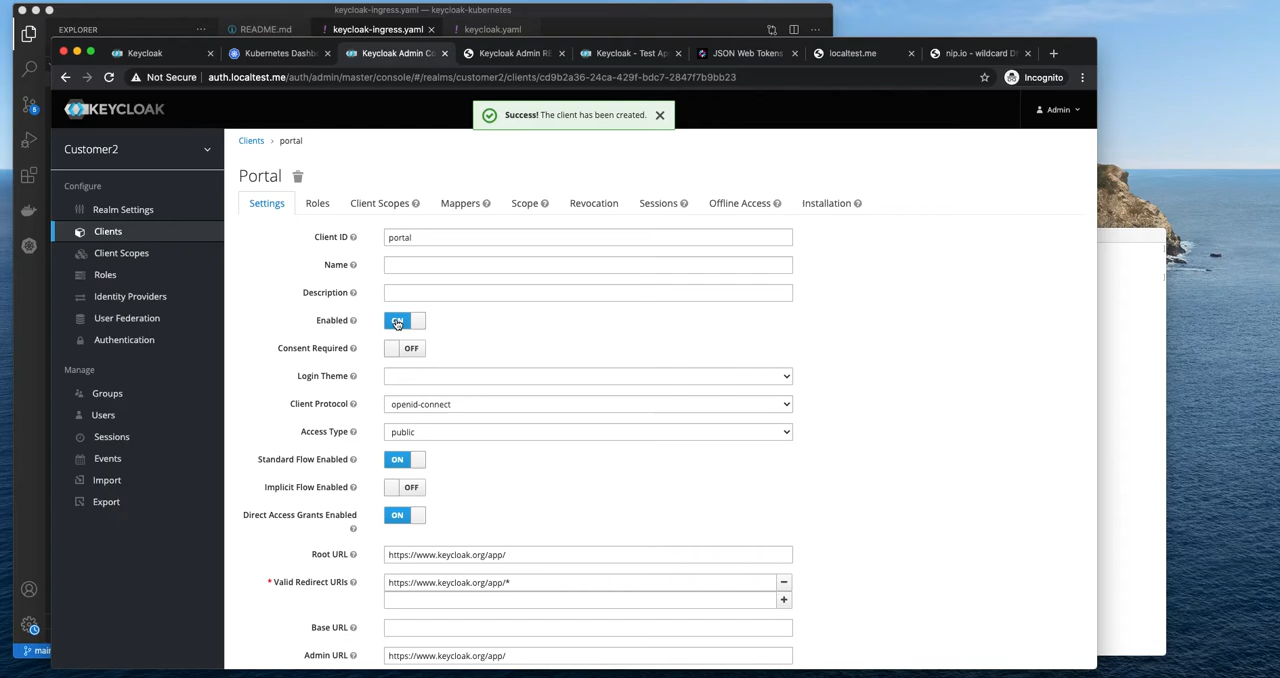 keycloak-ingress.yaml — keycloak-kubernetes
EXPLORER ···
README.md
! keycloak-ingress.yaml ×
! keycloak.yaml
···
Keycloak ×
Kubernetes Dashbo ×
Keycloak Admin Co ×
Keycloak Admin RE ×
Keycloak - Test Ap ×
JSON Web Tokens ×
localtest.me ×
nip.io - wildcard D ×
+
Not Secure | auth.localtest.me/auth/admin/master/console/#/realms/customer2/clients/cd9b2a36-24ca-429f-bdc7-2847f7b9bb23
Incognito
KEYCLOAK
Success! The client has been created. ×
Admin
Customer2
Configure
Realm Settings
Clients
Client Scopes
Roles
Identity Providers
User Federation
Authentication
Manage
Groups
Users
Sessions
Events
Import
Export
Clients > portal
Portal
Settings Roles Client Scopes Mappers Scope Revocation Sessions Offline Access Installation
Client ID portal
Name
Description
Enabled
Consent Required OFF
Login Theme
Client Protocol openid-connect
Access Type public
Standard Flow Enabled ON
Implicit Flow Enabled OFF
Direct Access Grants Enabled ON
Root URL https://www.keycloak.org/app/
* Valid Redirect URIs https://www.keycloak.org/app/*
Base URL
Admin URL https://www.keycloak.org/app/
5
main